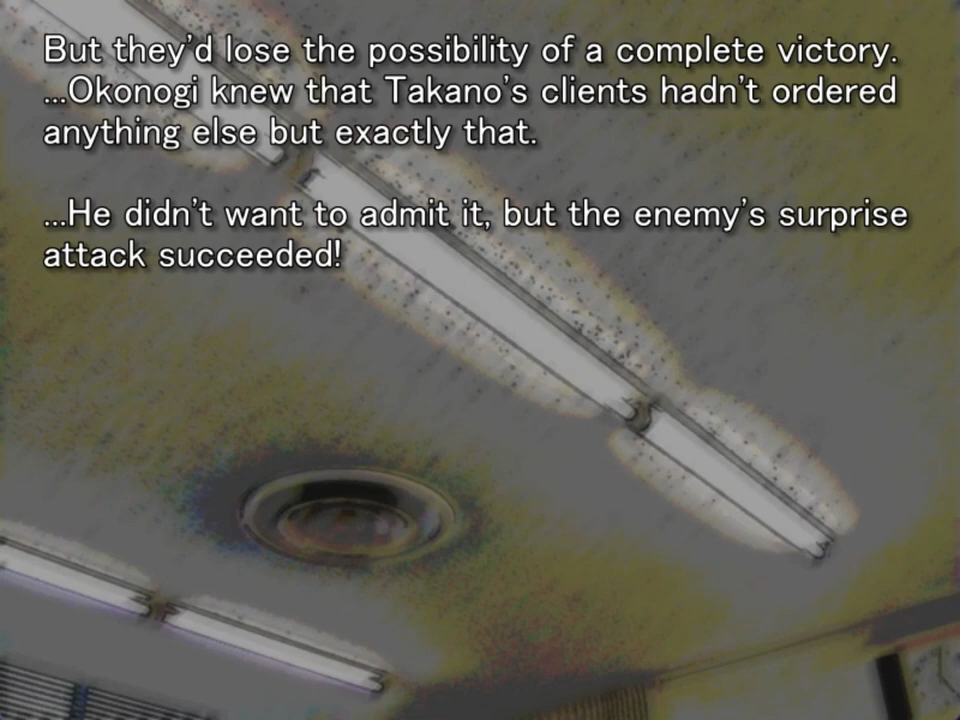 But they'd lose the possibility of a complete victory.
...Okonogi knew that Takano's clients hadn't ordered
anything else but exactly that.
...He didn't want to admit it, but the enemy's surprise
attack succeeded!